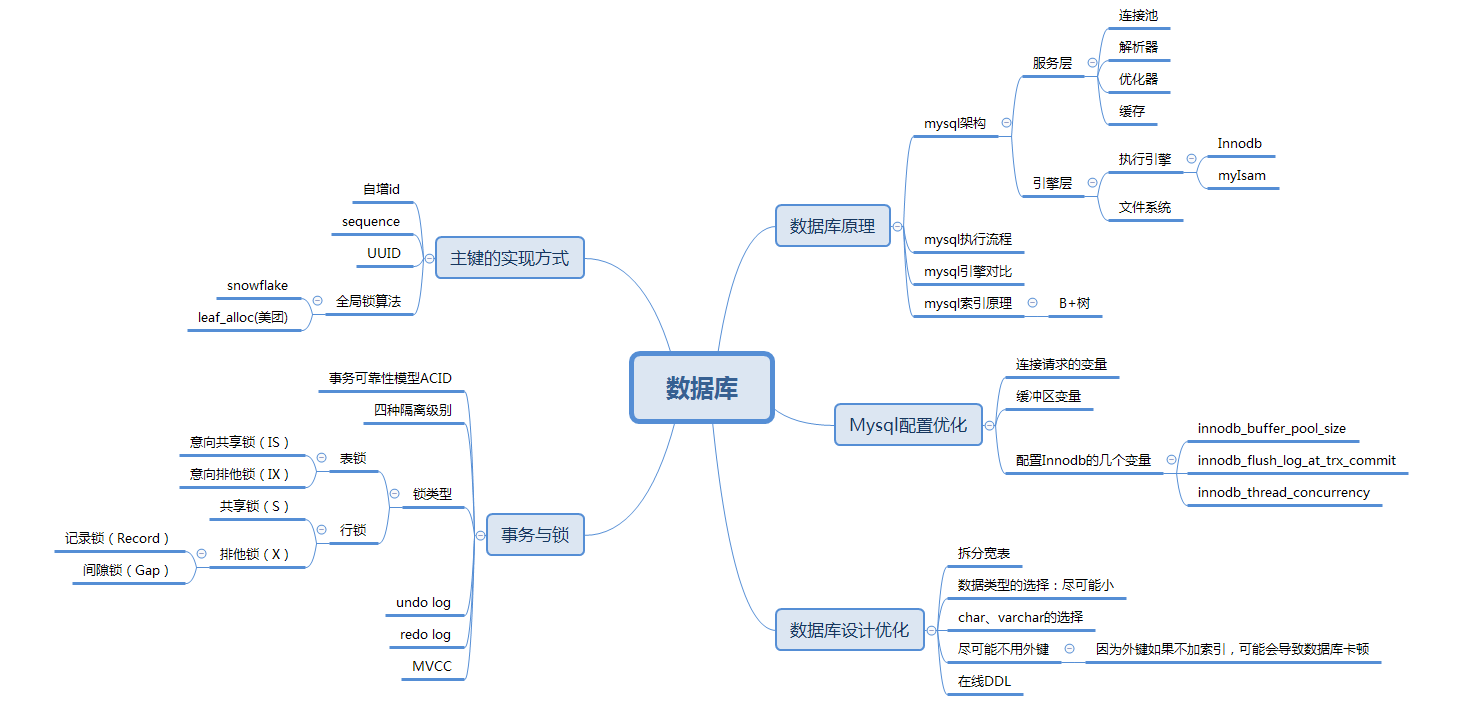 数据库
数据库原理
mysql架构
服务层
连接池
解析器
优化器
缓存
引擎层
执行引擎
Innodb
myIsam
文件系统
mysql执行流程
mysql引擎对比
mysql索引原理
B+树
Mysql配置优化
连接请求的变量
缓冲区变量
配置Innodb的几个变量
innodb_buffer_pool_size
innodb_flush_log_at_trx_commit
innodb_thread_concurrency
数据库设计优化
拆分宽表
数据类型的选择：尽可能小
char、varchar的选择
尽可能不用外键
因为外键如果不加索引，可能会导致数据库卡顿
在线DDL
主键的实现方式
自增id
sequence
UUID
全局锁算法
snowflake
leaf_alloc(美团)
事务与锁
事务可靠性模型ACID
四种隔离级别
锁类型
表锁
意向共享锁（IS）
意向排他锁（IX）
行锁
共享锁（S）
排他锁（X）
记录锁（Record）
间隙锁（Gap）
undo log
redo log
MVCC